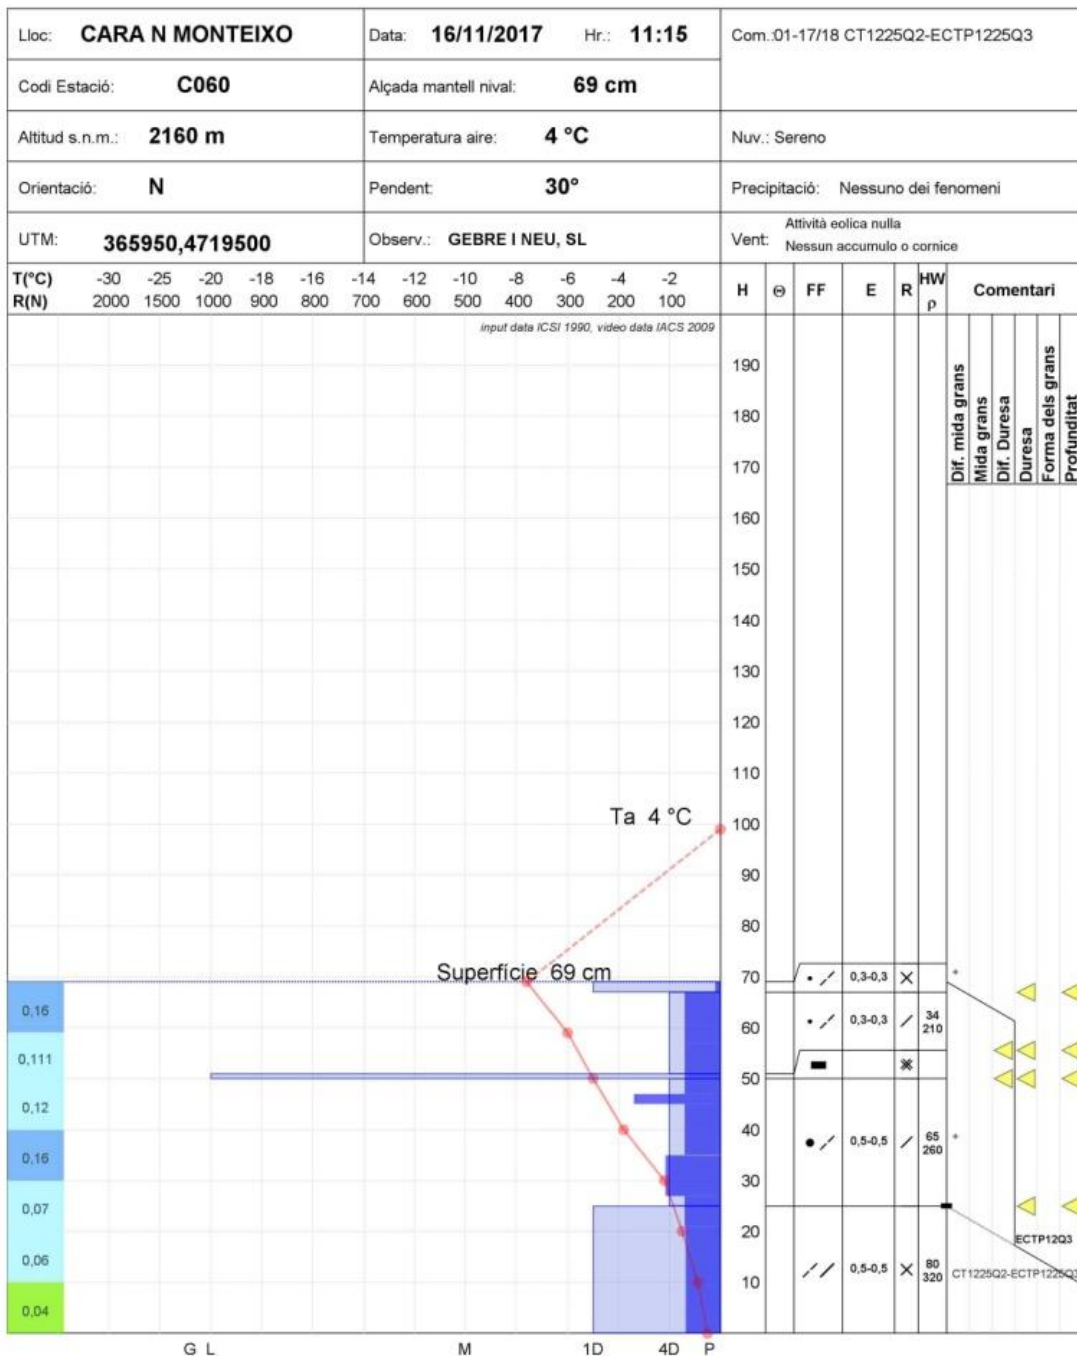 Lloc: CARA N MONTEIXO Data: 16/11/2017 Hr.: 11:15 Com.:01-17/18 CT1225Q2-ECTP1225Q3
Codi Estació: C060 Alçada mantell nival: 69 cm
Altitud s.n.m.: 2160 m Temperatura aire: 4 °C Nuv.: Sereno
Orientació: N Pendent: 30° Precipitació: Nessuno dei fenomeni
UTM: 365950,4719500 Observ.: GEBRE I NEU, SL Vent: Attività eolica nulla
Nessun accumulo o cornice
T(°C) -30 -25 -20 -18 -16 -14 -12 -10 -8 -6 -4 -2
R(N) 2000 1500 1000 900 800 700 600 500 400 300 200 100
H Θ FF E R HW ρ Comentari
input data ICSI 1990, video data IACS 2009
Dif. mida grans
Mida grans
Dif. Duresa
Duresa
Forma dels grans
Profunditat
190
180
170
160
150
140
130
120
110
Ta 4 °C 100
90
80
Superfície 69 cm 70 0,3-0,3
0,16 60 0,3-0,3 34
210
0,111
50
0,12
40 0,5-0,5 65
260
0,16
30
0,07 20
ECTP12Q3
0,06 10 0,5-0,5 80
320
CT1225Q2-ECTP1225Q3
0,04
G L M 1D 4D P